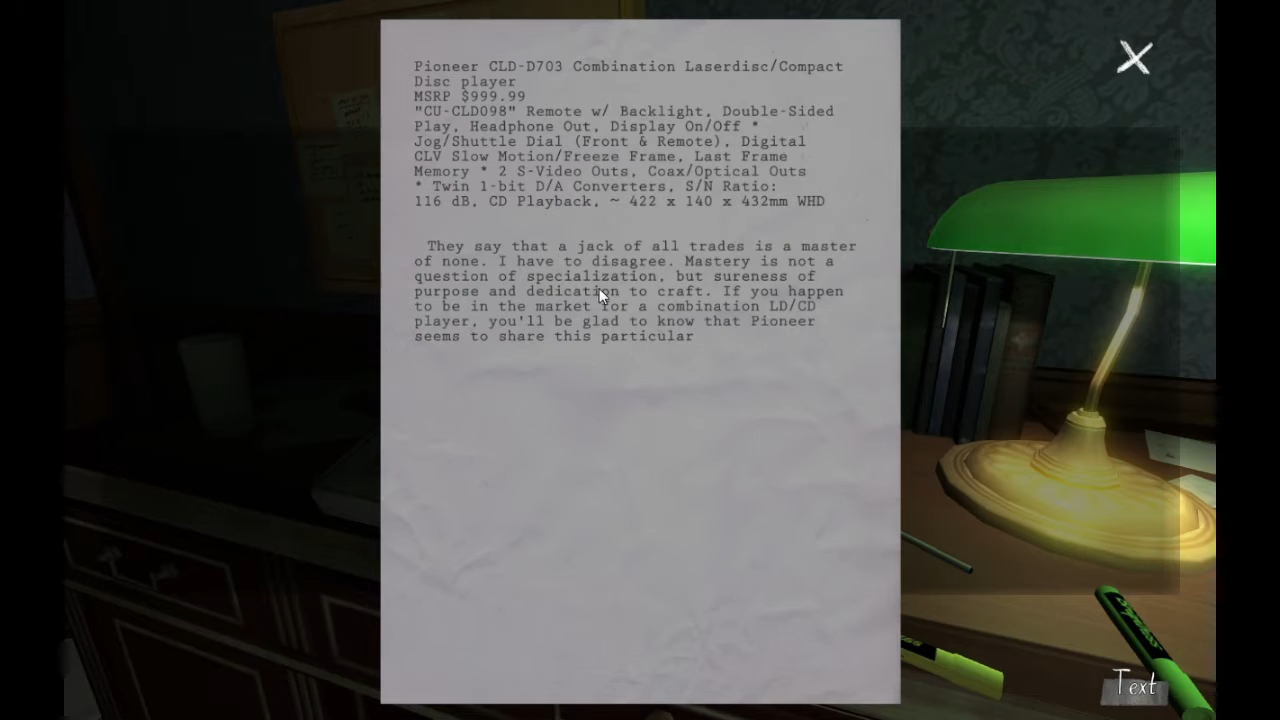 Pioneer CLD-D703 Combination Laserdisc/Compact
Disc player
MSRP $999.99
"CU-CLD098" Remote w/ Backlight, Double-Sided
Play, Headphone Out, Display On/Off *
Jog/Shuttle Dial (Front & Remote), Digital
CLV Slow Motion/Freeze Frame, Last Frame
Memory * 2 S-Video Outs, Coax/Optical Outs
* Twin 1-bit D/A Converters, S/N Ratio:
116 dB, CD Playback, ~ 422 x 140 x 432mm WHD
They say that a jack of all trades is a master
of none. I have to disagree. Mastery is not a
question of specialization, but sureness of
purpose and dedication to craft. If you happen
to be in the market for a combination LD/CD
player, you'll be glad to know that Pioneer
seems to share this particular
Text